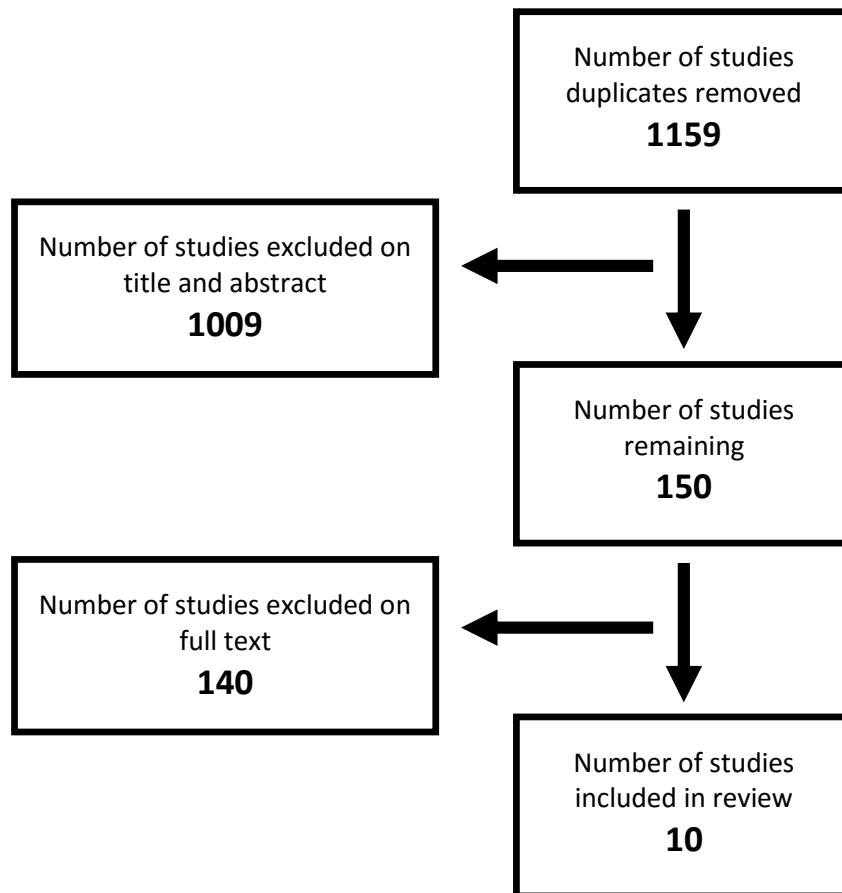 Number of studies
duplicates removed
1159
Number of studies excluded on
title and abstract
1009
Number of studies
remaining
150
Number of studies excluded on
full text
140
Number of studies
included in review
10